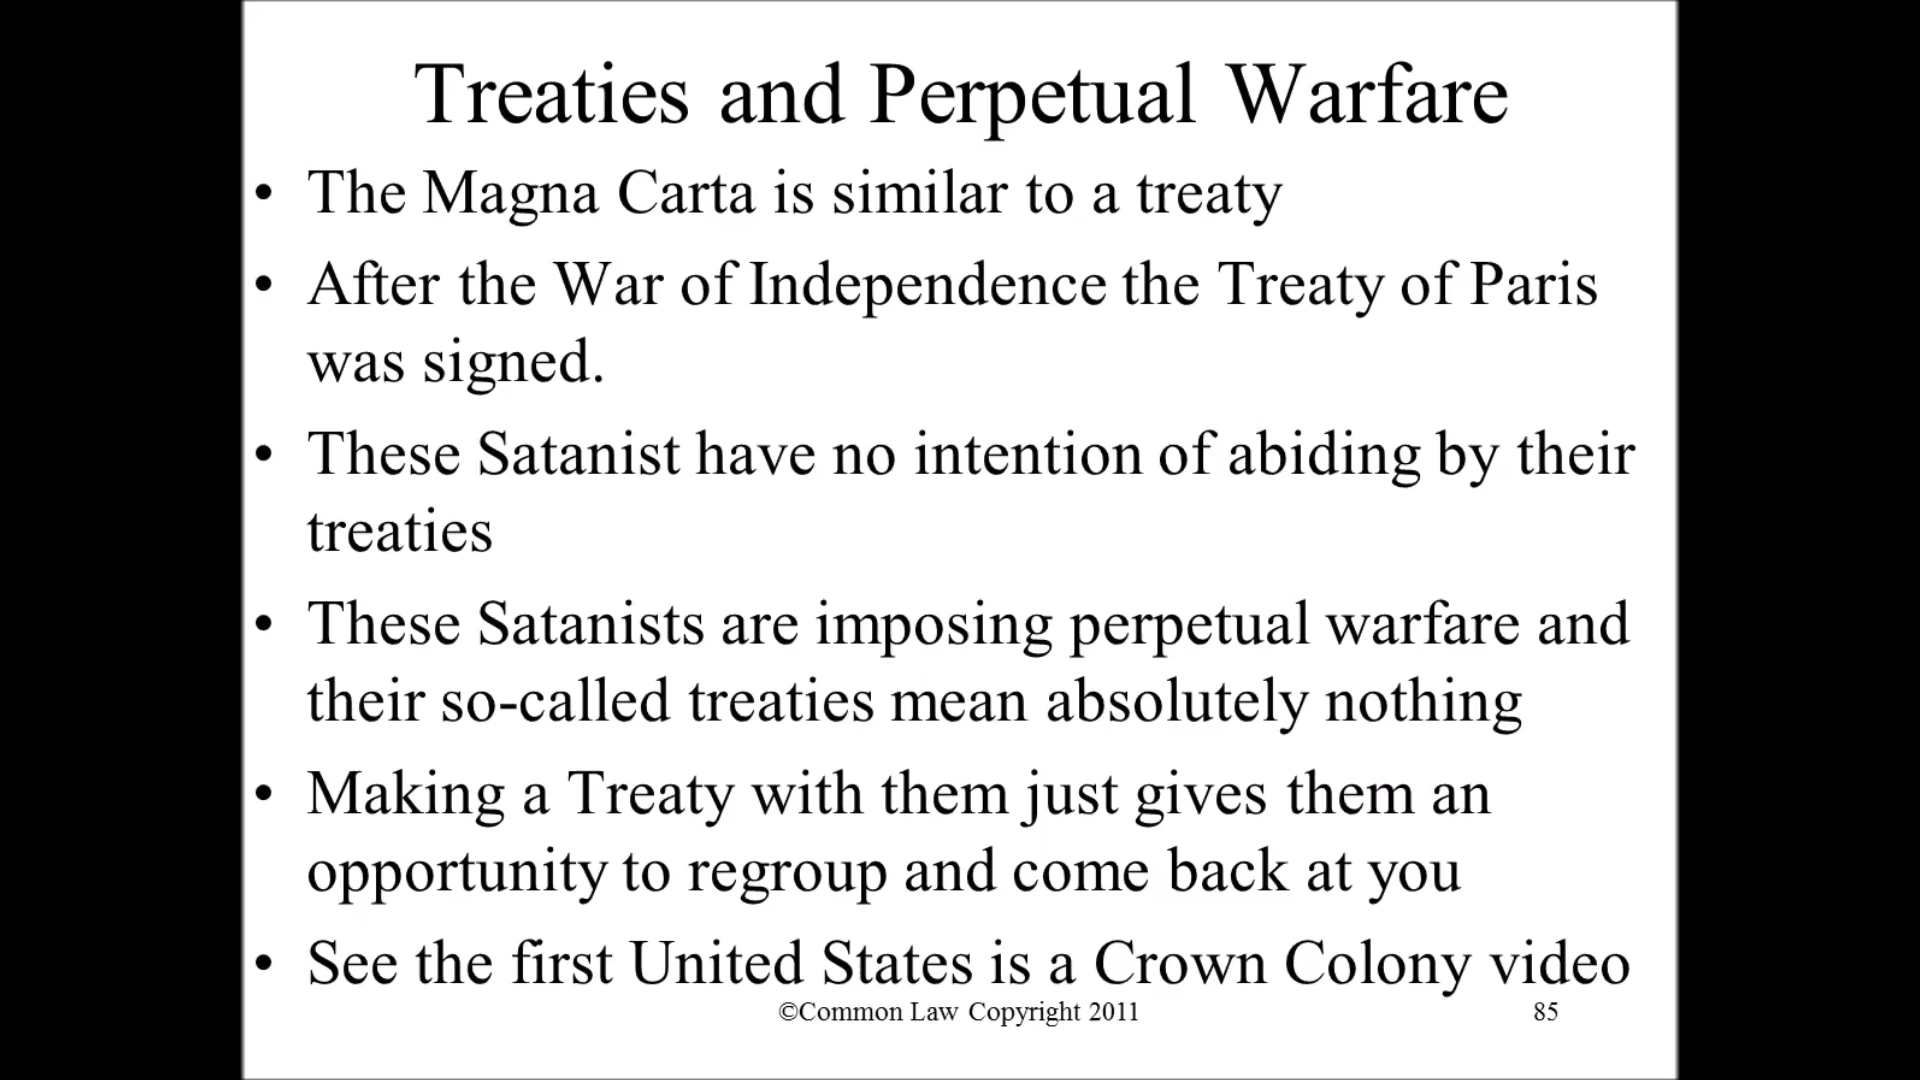 Treaties and Perpetual Warfare
• The Magna Carta is similar to a treaty
• After the War of Independence the Treaty of Paris
was signed.
• These Satanist have no intention of abiding by their
treaties
• These Satanists are imposing perpetual warfare and
their so-called treaties mean absolutely nothing
• Making a Treaty with them just gives them an
opportunity to regroup and come back at you
• See the first United States is a Crown Colony video
©Common Law Copyright 2011 85